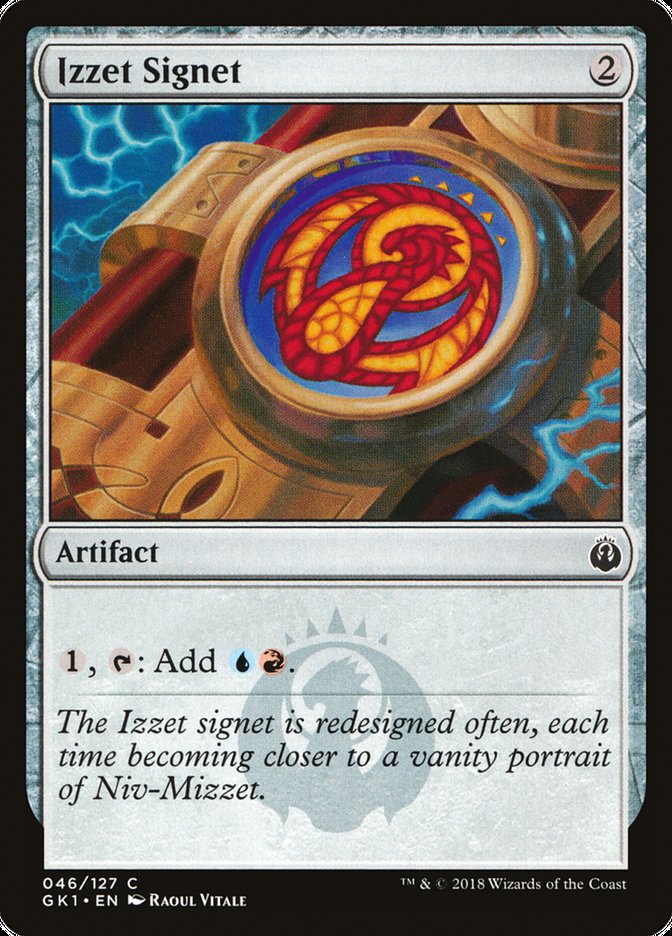 Izzet Signet 2
Artifact
1, : Add .
The Izzet signet is redesigned often, each
time becoming closer to a vanity portrait
of Niv-Mizzet.
046/127 C
GK1 • EN Raoul Vitale
™ & © 2018 Wizards of the Coast